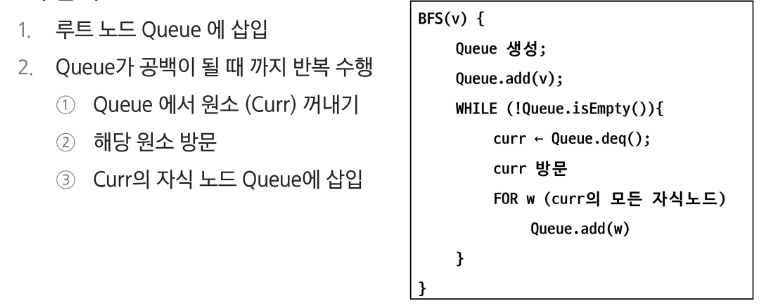 1. 루트 노드 Queue 에 삽입
2. Queue가 공백이 될 때 까지 반복 수행
① Queue 에서 원소 (Curr) 꺼내기
② 해당 원소 방문
③ Curr의 자식 노드 Queue에 삽입
BFS(v) {
Queue 생성;
Queue.add(v);
WHILE (!Queue.isEmpty()){
curr ← Queue.deq();
curr 방문
FOR w (curr의 모든 자식노드)
Queue.add(w)
}
}